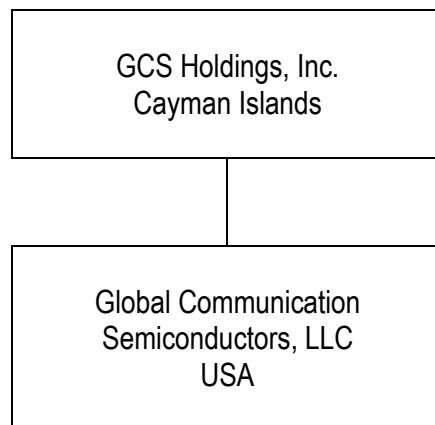 GCS Holdings, Inc.
Cayman Islands
Global Communication
Semiconductors, LLC
USA